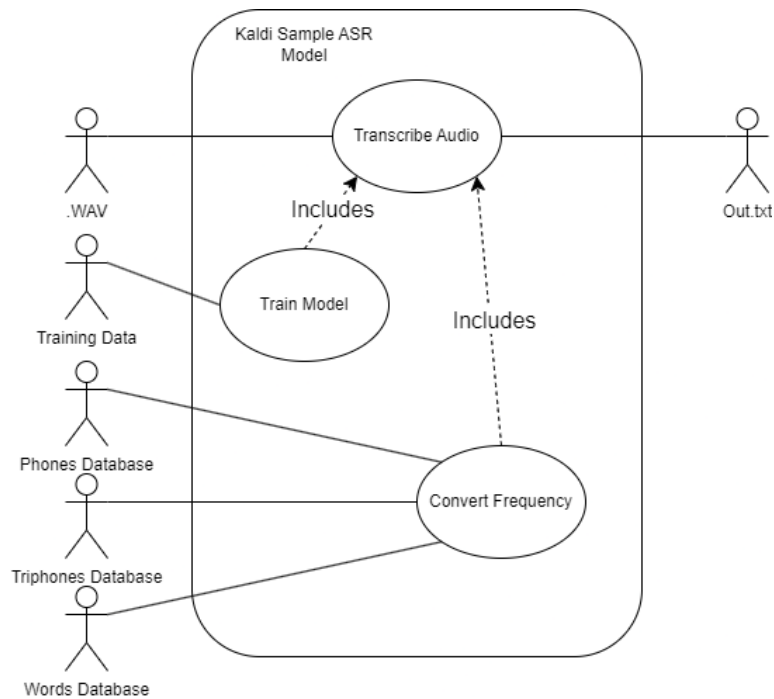 Kaldi Sample ASR
Model
Transcribe Audio
.WAV
Out.txt
Includes
Train Model
Training Data
Includes
Phones Database
Convert Frequency
Triphones Database
Words Database